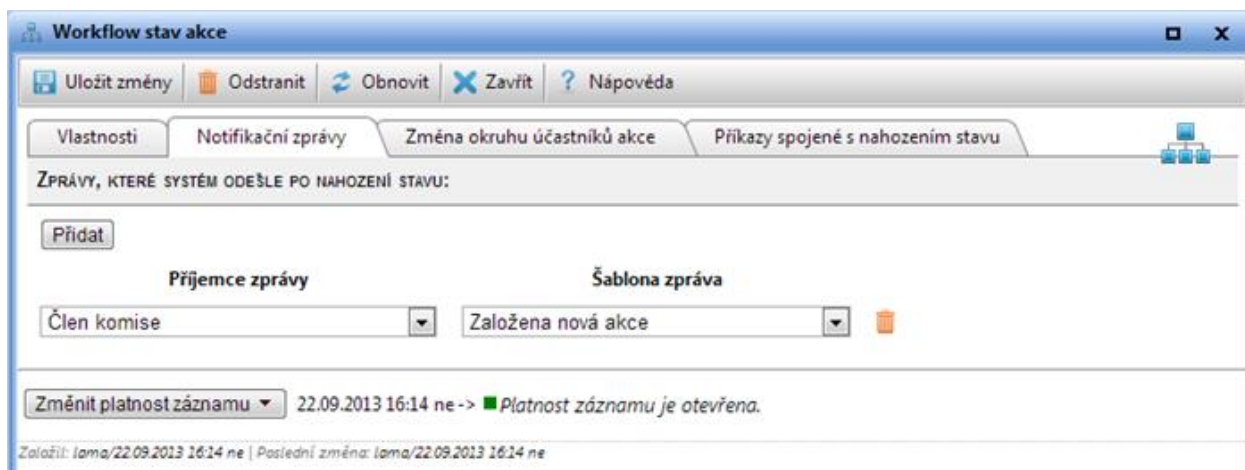 Workflow stav akce
Uložit změny Odstranit Obnovit Zavřít ? Nápověda
Vlastnosti Notifikační zprávy Změna okruhu účastníků akce Příkazy spojené s nahozením stavu
ZPRÁVY, KTERÉ SYSTÉM ODEŠLE PO NAHOZENÍ STAVU:
Přidat
Příjemce zprávy Šablona zpráva
Člen komise Založena nová akce
Změnit platnost záznamu 22.09.2013 16:14 ne -> Platnost záznamu je otevřena.
Založil: lama/22.09.2013 16:14 ne | Poslední změna: lama/22.09.2013 16:14 ne